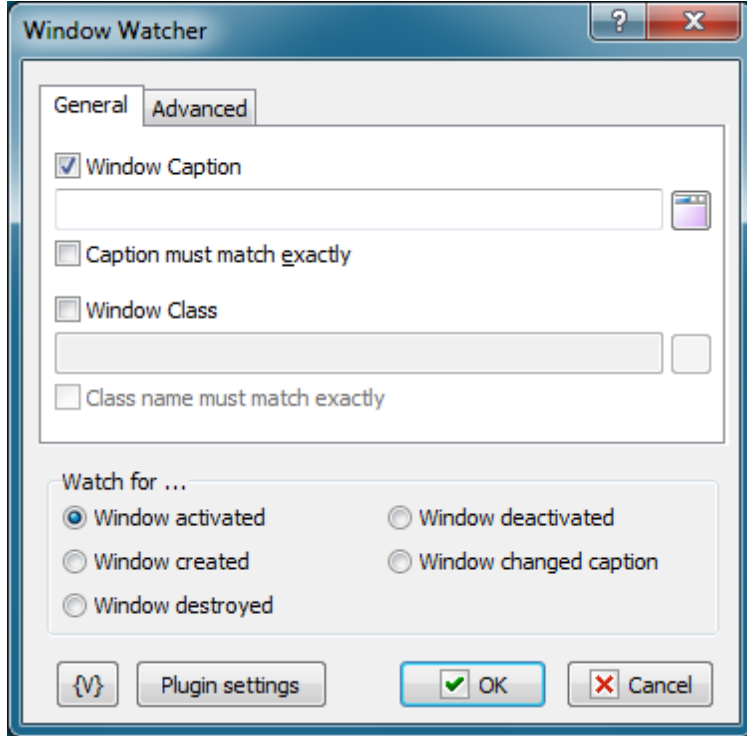 Window Watcher
General Advanced
Window Caption
Caption must match exactly
Window Class
Class name must match exactly
Watch for ...
Window activated Window deactivated
Window created Window changed caption
Window destroyed
{V} Plugin settings OK Cancel